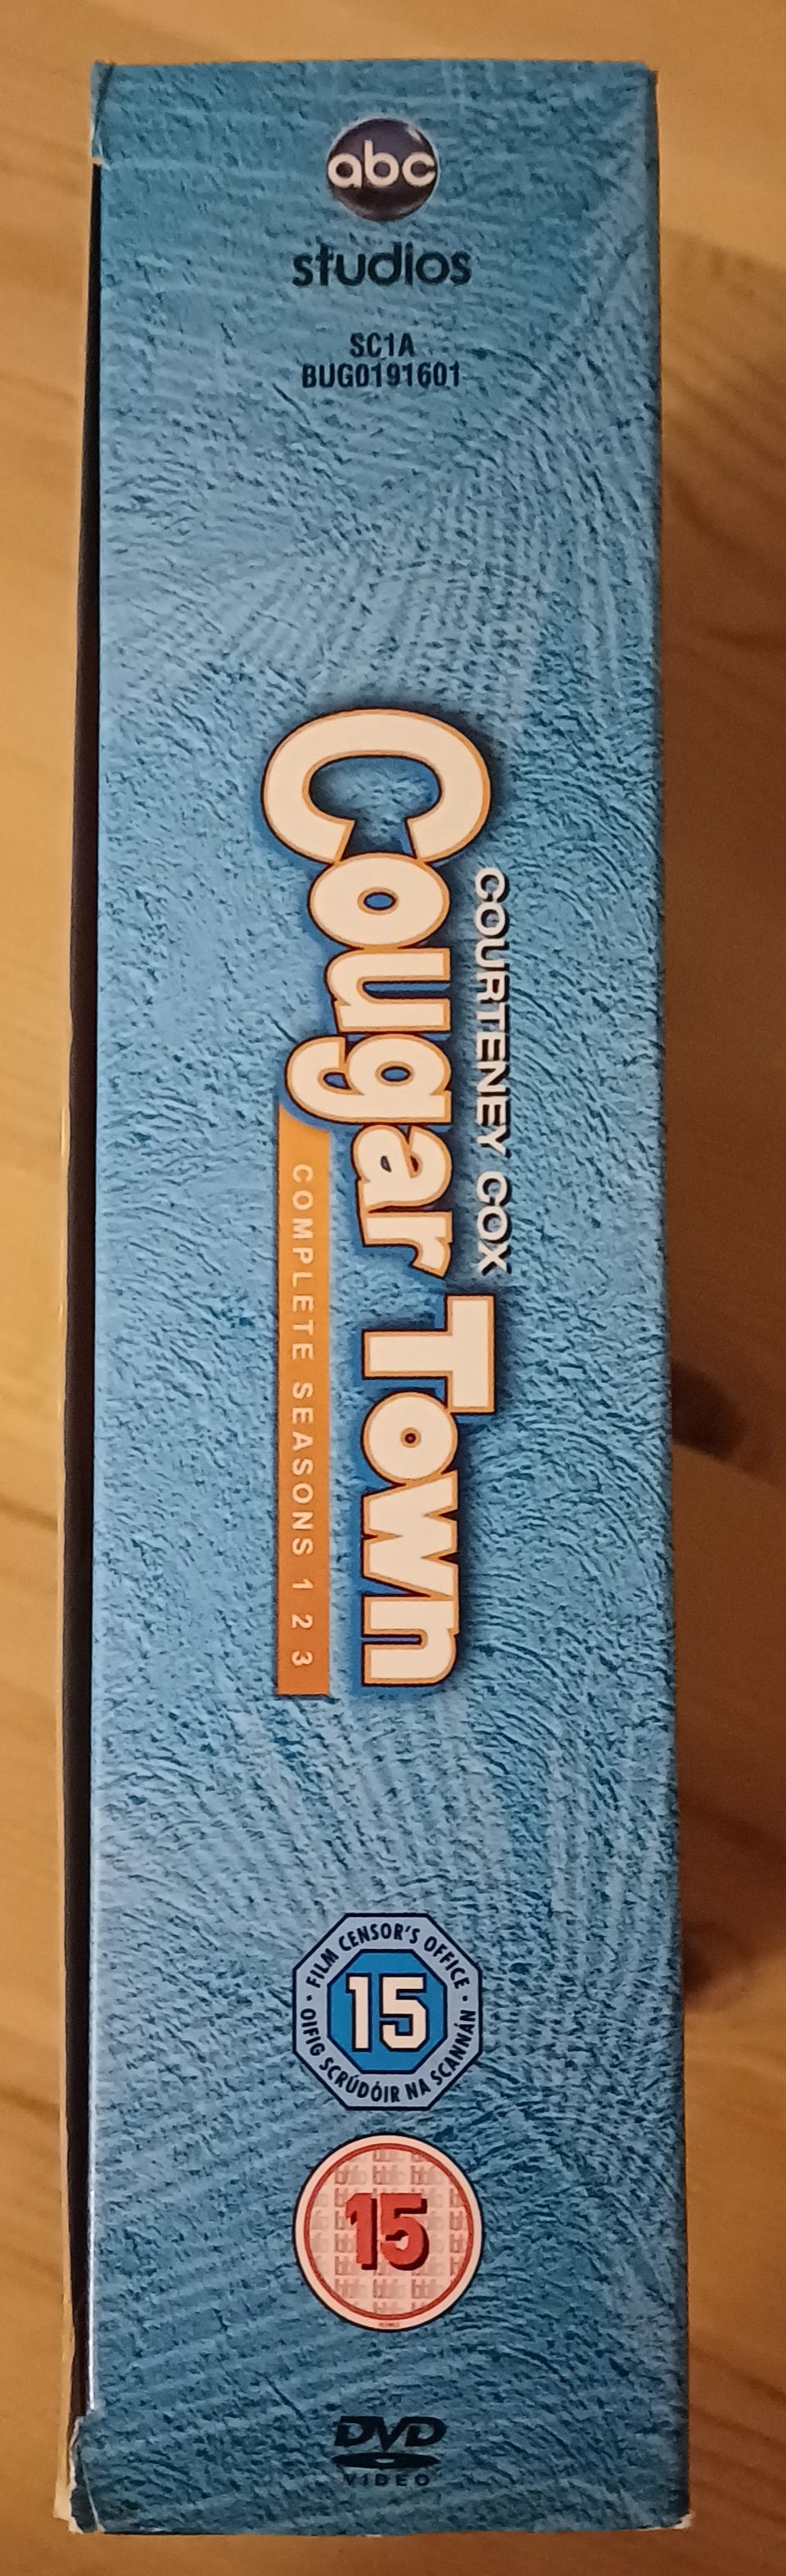 abc
studios
SC1A
BUG0191601
COURTENEY COX
Cougar Town
COMPLETE SEASONS 1 2 3
· FILM CENSOR'S OFFICE ·
OIFIG SCRÚDÓIR NA SCANNÁN
15
15
DVD
VIDEO